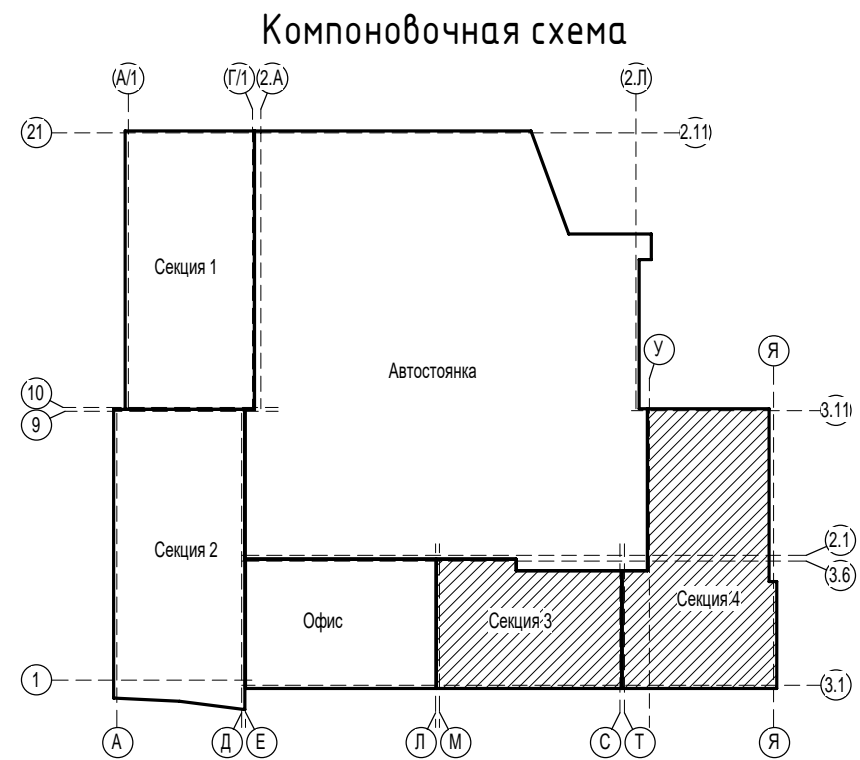 Компоновочная схема
А/1 Г/1 2.А 2.Л
21 2.11
Секция 1
У Я
Автостоянка
10
9 3.11
Секция 2
2.1
3.6
Офис Секция 3 Секция 4
1 3.1
А Д Е Л М С Т Я